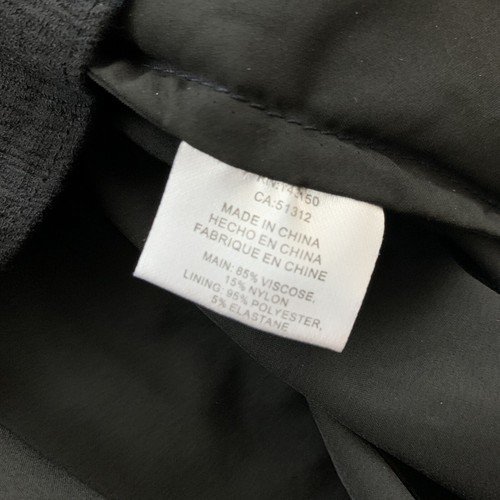 CA:51312
MADE IN CHINA
HECHO EN CHINA
FABRIQUE EN CHINE
MAIN: 85% VISCOSE,
15% NYLON
LINING: 95% POLYESTER,
5% ELASTANE